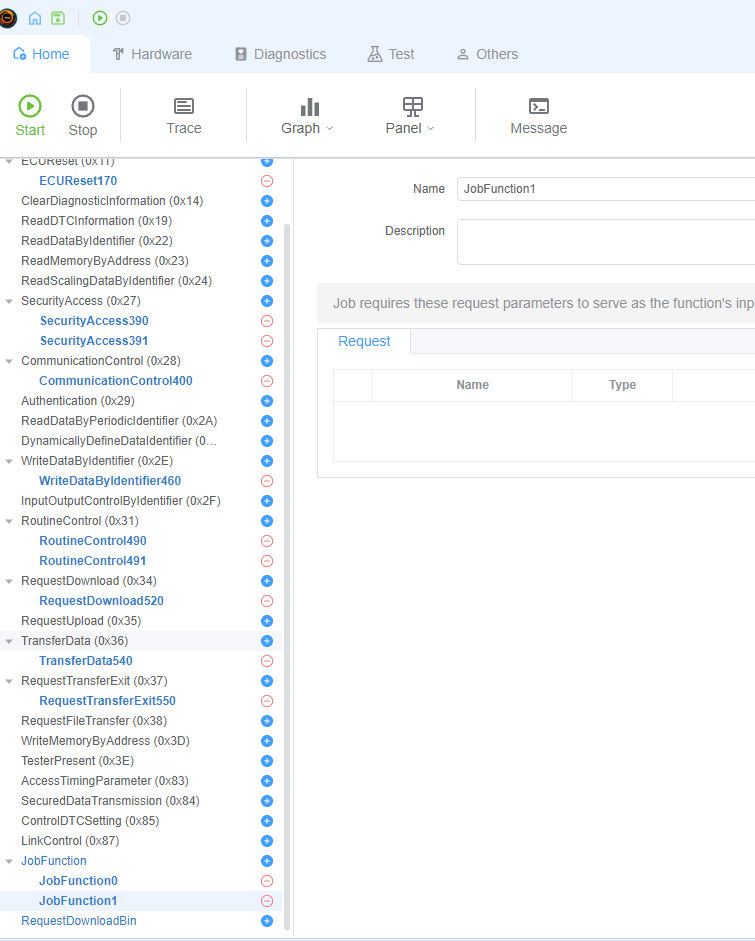 Home
Hardware
Diagnostics
Test
Others
Start
Stop
Trace
Graph
Panel
Message
ECUReset (0x11)
ECUReset170
ClearDiagnosticInformation (0x14)
ReadDTCInformation (0x19)
ReadDataByIdentifier (0x22)
ReadMemoryByAddress (0x23)
ReadScalingDataByIdentifier (0x24)
SecurityAccess (0x27)
SecurityAccess390
SecurityAccess391
CommunicationControl (0x28)
CommunicationControl400
Authentication (0x29)
ReadDataByPeriodicIdentifier (0x2A)
DynamicallyDefineDataIdentifier (0...
WriteDataByIdentifier (0x2E)
WriteDataByIdentifier460
InputOutputControlByIdentifier (0x2F)
RoutineControl (0x31)
RoutineControl490
RoutineControl491
RequestDownload (0x34)
RequestDownload520
RequestUpload (0x35)
TransferData (0x36)
TransferData540
RequestTransferExit (0x37)
RequestTransferExit550
RequestFileTransfer (0x38)
WriteMemoryByAddress (0x3D)
TesterPresent (0x3E)
AccessTimingParameter (0x83)
SecuredDataTransmission (0x84)
ControlDTCSetting (0x85)
LinkControl (0x87)
JobFunction
JobFunction0
JobFunction1
RequestDownloadBin
Name
JobFunction1
Description
Job requires these request parameters to serve as the function's inp
Request
Name
Type